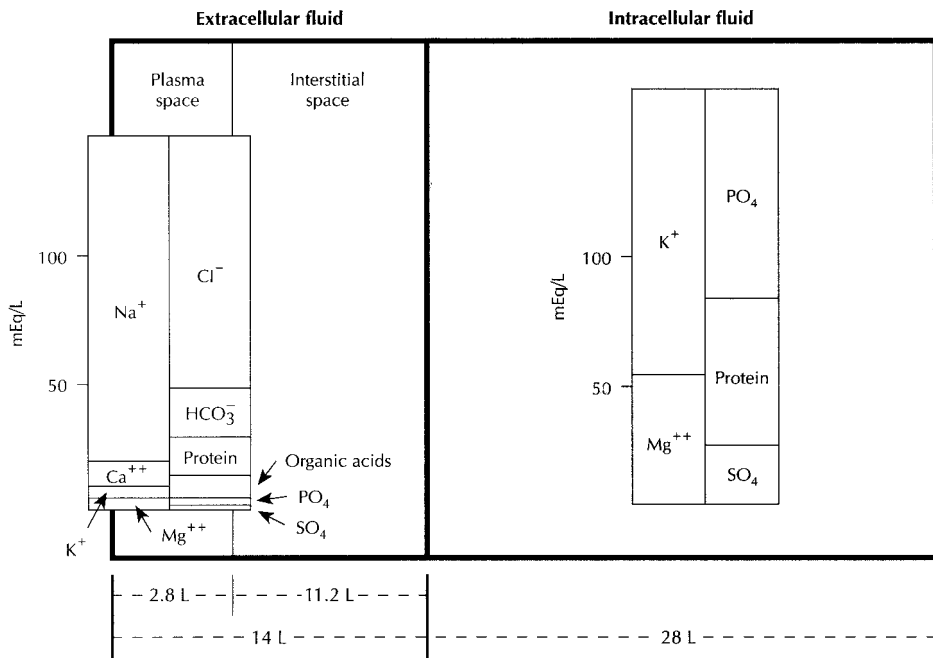 Extracellular fluid
Intracellular fluid
Plasma
space
Interstitial
space
mEq/L
100
50
Na⁺
Cl⁻
HCO₃⁻
Ca⁺⁺
Protein
Organic acids
PO₄
SO₄
K⁺
Mg⁺⁺
mEq/L
100
50
K⁺
PO₄
Protein
Mg⁺⁺
SO₄
2.8 L
11.2 L
14 L
28 L